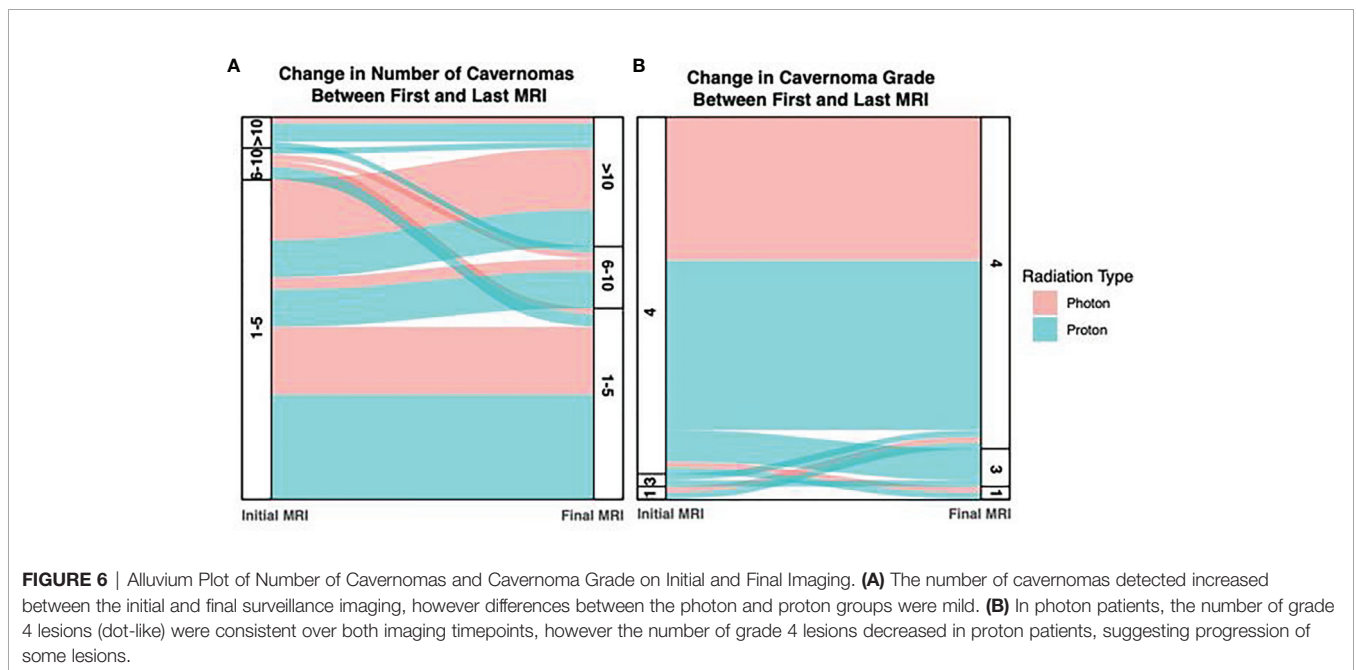 A
Change in Number of Cavernomas
Between First and Last MRI
>10
6-10
1-5
>10
6-10
1-5
Initial MRI
Final MRI
B
Change in Cavernoma Grade
Between First and Last MRI
4
3
1
4
3
1
Initial MRI
Final MRI
Radiation Type
Photon
Proton
FIGURE 6 | Alluvium Plot of Number of Cavernomas and Cavernoma Grade on Initial and Final Imaging. (A) The number of cavernomas detected increased
between the initial and final surveillance imaging, however differences between the photon and proton groups were mild. (B) In photon patients, the number of grade
4 lesions (dot-like) were consistent over both imaging timepoints, however the number of grade 4 lesions decreased in proton patients, suggesting progression of
some lesions.